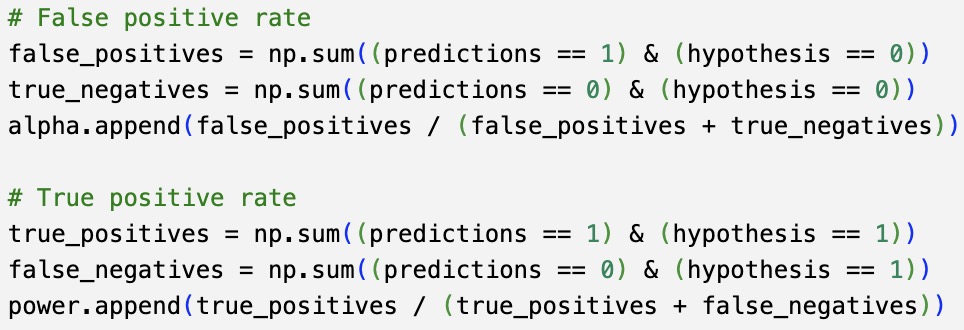 # False positive rate
false_positives = np.sum((predictions == 1) & (hypothesis == 0))
true_negatives = np.sum((predictions == 0) & (hypothesis == 0))
alpha.append(false_positives / (false_positives + true_negatives))
# True positive rate
true_positives = np.sum((predictions == 1) & (hypothesis == 1))
false_negatives = np.sum((predictions == 0) & (hypothesis == 1))
power.append(true_positives / (true_positives + false_negatives))